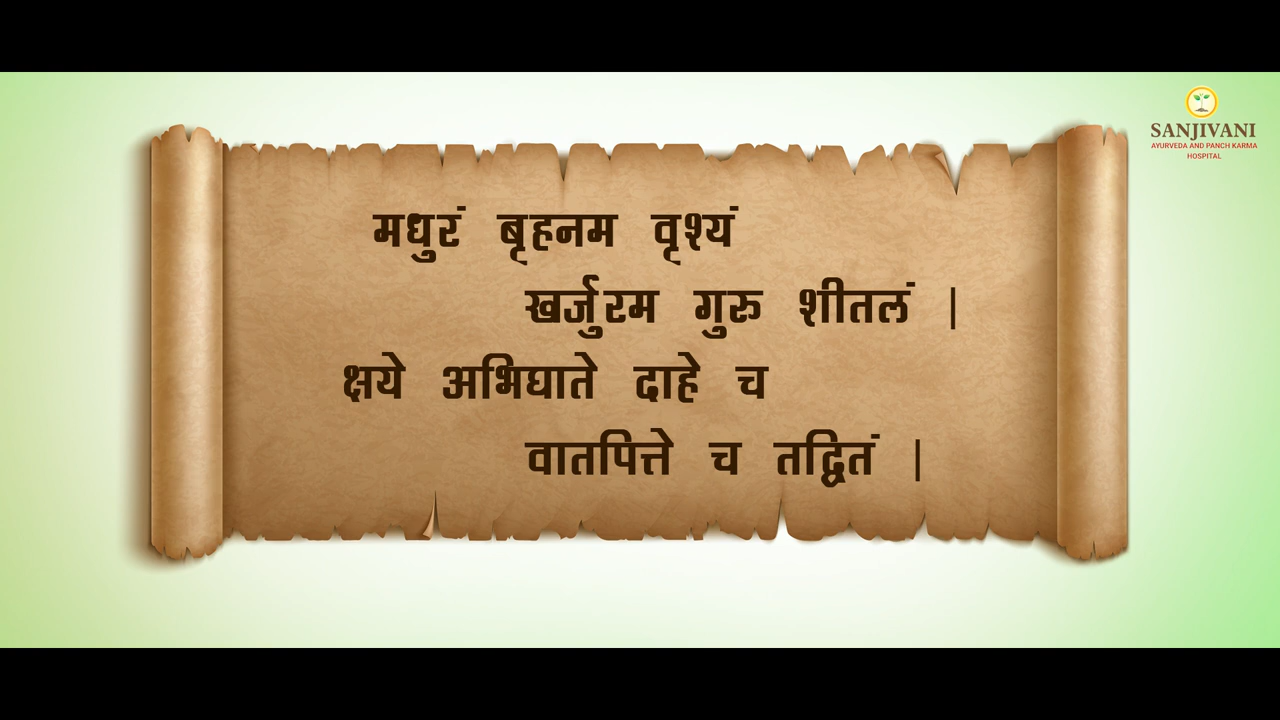 SANJIVANI
AYURVEDA AND PANCH KARMA
HOSPITAL
मधुरं बृहनम वृश्यं
खर्जुरम गुरु शीतलं |
क्षये अभिघाते दाहे च
वातपित्ते च तद्वितं |